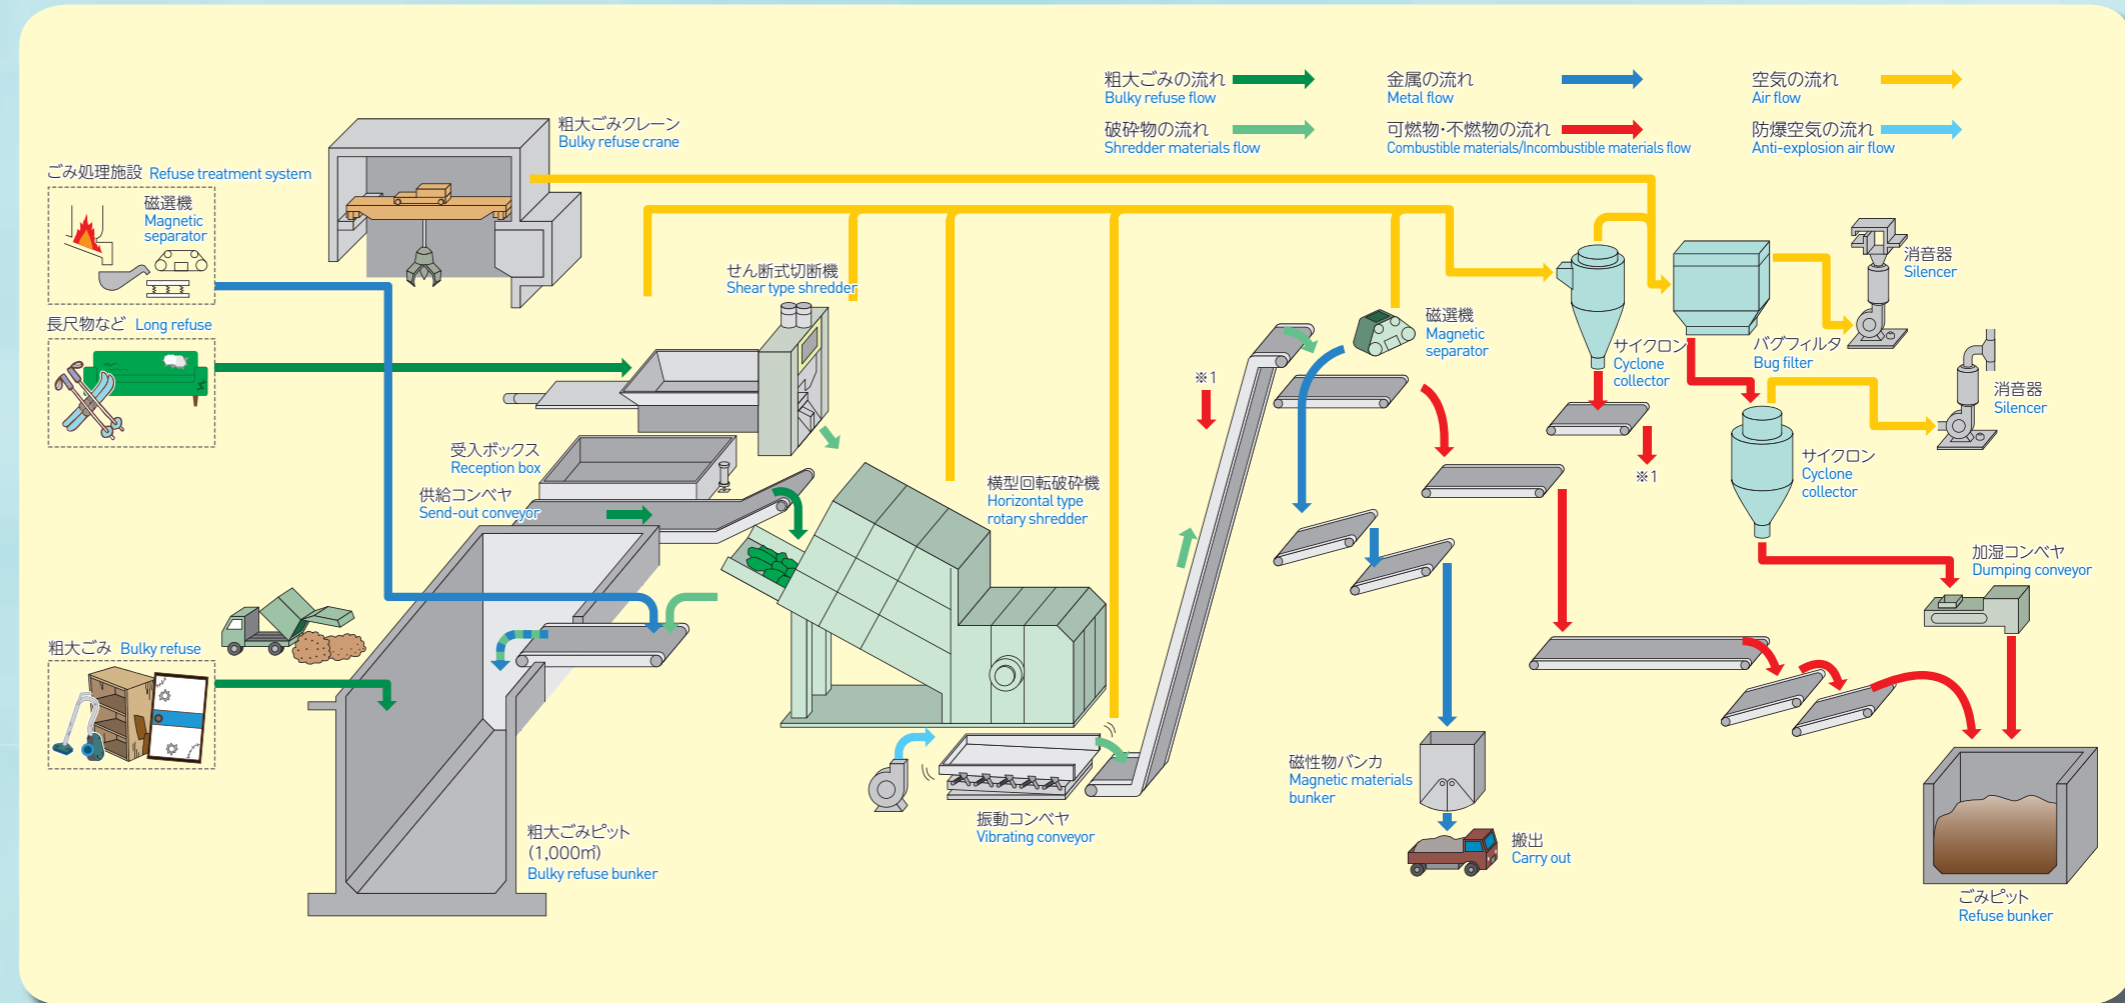 粗大ごみの流れ
Bulky refuse flow
金属の流れ
Metal flow
空気の流れ
Air flow
破砕物の流れ
Shredder materials flow
可燃物・不燃物の流れ
Combustible materials/Incombustible materials flow
防爆空気の流れ
Anti-explosion air flow
粗大ごみクレーン
Bulky refuse crane
ごみ処理施設 Refuse treatment system
磁選機
Magnetic
separator
長尺物など Long refuse
せん断式切断機
Shear type shredder
受入ボックス
Reception box
供給コンベヤ
Send-out conveyor
横型回転破砕機
Horizontal type
rotary shredder
粗大ごみ Bulky refuse
粗大ごみピット
(1,000㎥)
Bulky refuse bunker
振動コンベヤ
Vibrating conveyor
※1
磁選機
Magnetic
separator
サイクロン
Cyclone
collector
※1
バグフィルタ
Bug filter
消音器
Silencer
消音器
Silencer
サイクロン
Cyclone
collector
加湿コンベヤ
Dumping conveyor
磁性物バンカ
Magnetic materials
bunker
搬出
Carry out
ごみピット
Refuse bunker